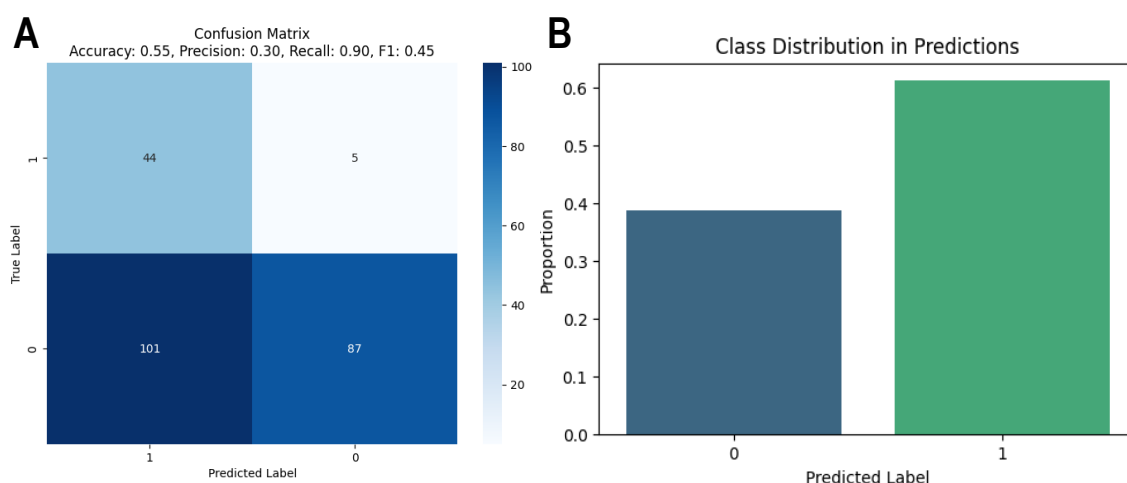 A
Confusion Matrix
Accuracy: 0.55, Precision: 0.30, Recall: 0.90, F1: 0.45
True Label
1
0
44
5
101
87
1
0
Predicted Label
100
80
60
40
20
B
Class Distribution in Predictions
Proportion
0.6
0.5
0.4
0.3
0.2
0.1
0.0
0
1
Predicted Label